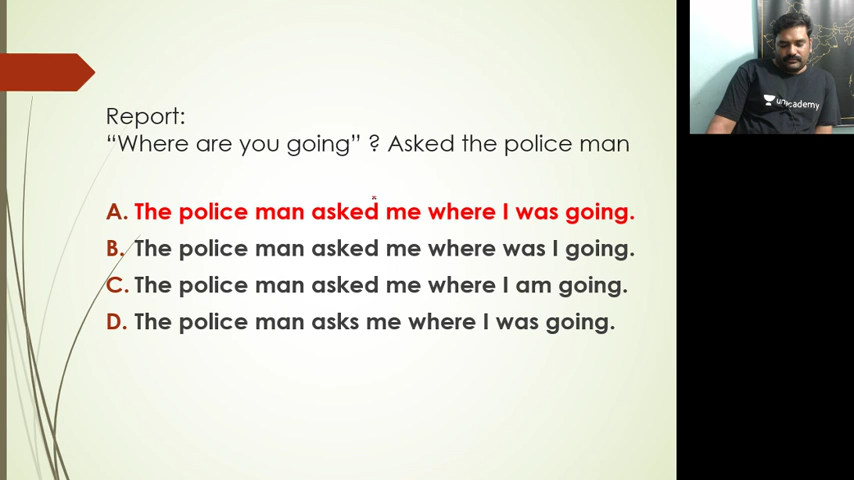 Report:
“Where are you going” ? Asked the police man
A. The police man asked me where I was going.
B. The police man asked me where was I going.
C. The police man asked me where I am going.
D. The police man asks me where I was going.
unacademy